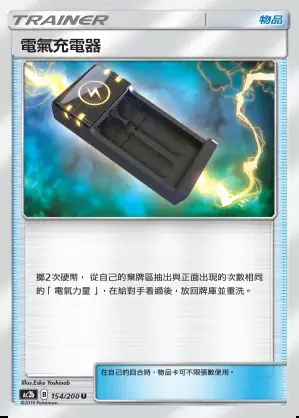 TRAINER
物品
電氣充電器
擲2次硬幣，從自己的棄牌區抽出與正面出現的次數相同
的「電氣力量」，在給對手看過後，放回牌庫並重洗。
在自己的回合時，物品卡可不限張數使用。
Illus.Eske Yoshinob
AC2b B 154/200 U
©2019 Pokémon